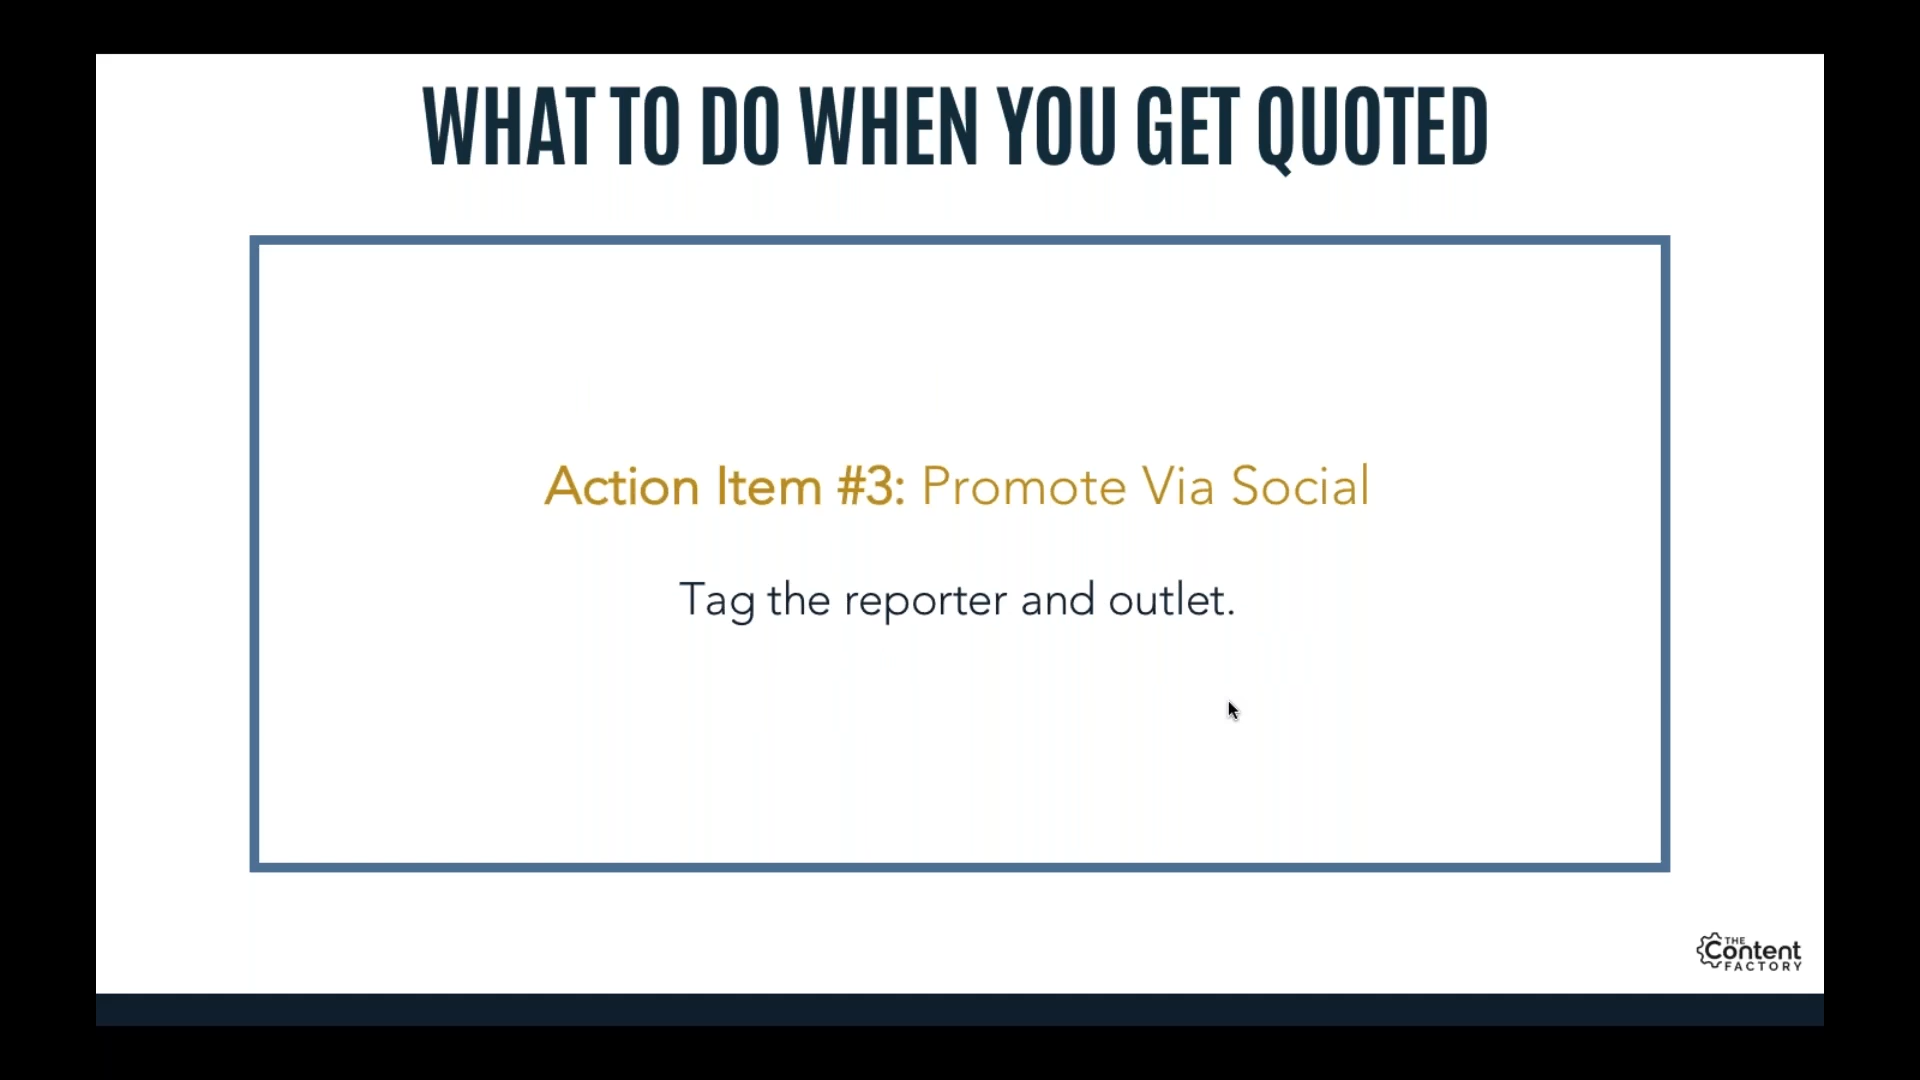 WHAT TO DO WHEN YOU GET QUOTED
Action Item #3: Promote Via Social
Tag the reporter and outlet.
THE
Content
FACTORY